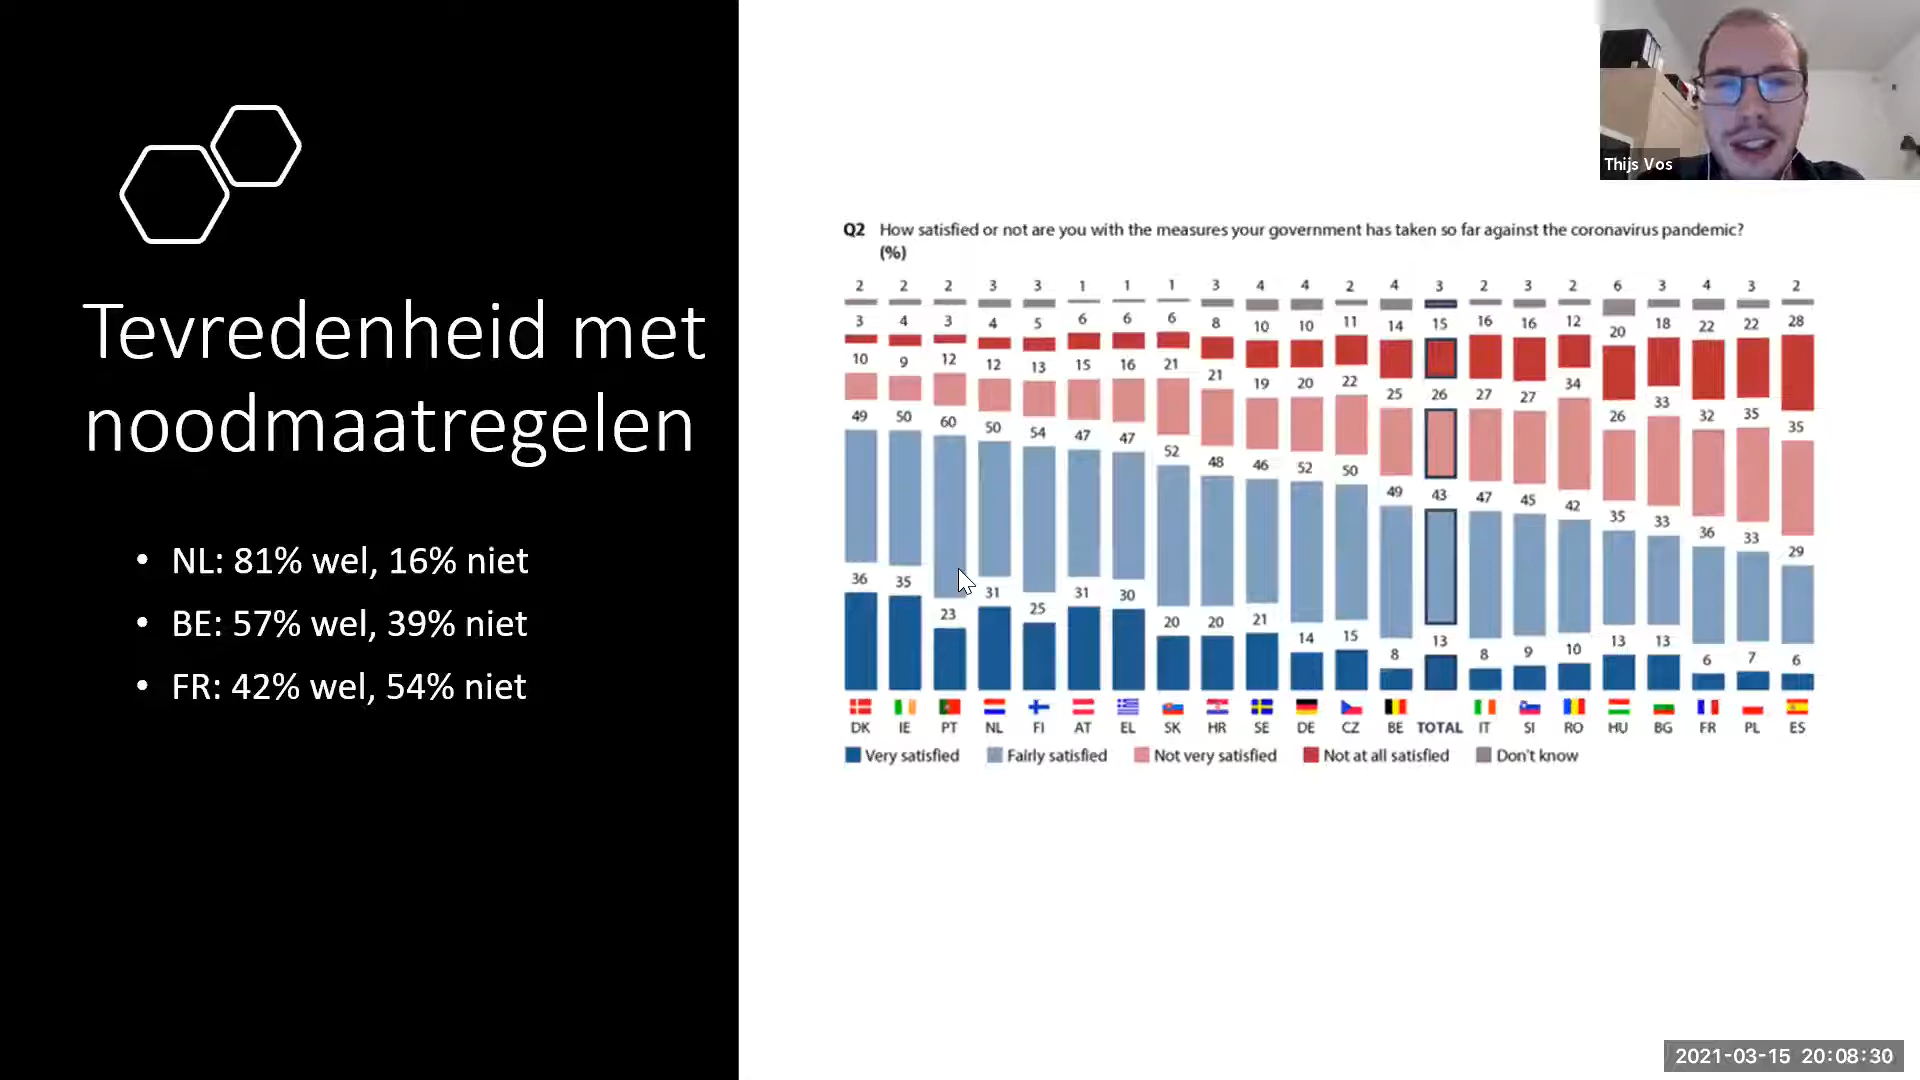 Tevredenheid met
noodmaatregelen
• NL: 81% wel, 16% niet
• BE: 57% wel, 39% niet
• FR: 42% wel, 54% niet
Thijs Vos
Q2 How satisfied or not are you with the measures your government has taken so far against the coronavirus pandemic?
(%)
2 2 2 3 3 1 1 1 3 4 4 2 4 3 2 3 2 6 3 4 3 2
3 4 3 4 5 6 6 6 8 10 10 11 14 15 16 16 12 20 18 22 22 28
10 9 12 12 13 15 16 21 21 19 20 22 25 26 27 27 34 26 33 32 35 35
49 50 60 50 54 47 47 52 48 46 52 50 49 43 47 45 42 35 33 36 33 29
36 35 23 31 25 31 30 20 20 21 14 15 8 13 8 9 10 13 13 6 7 6
DK IE PT NL FI AT EL SK HR SE DE CZ BE TOTAL IT SI RO HU BG FR PL ES
Very satisfied Fairly satisfied Not very satisfied Not at all satisfied Don't know
2021-03-15 20:08:30